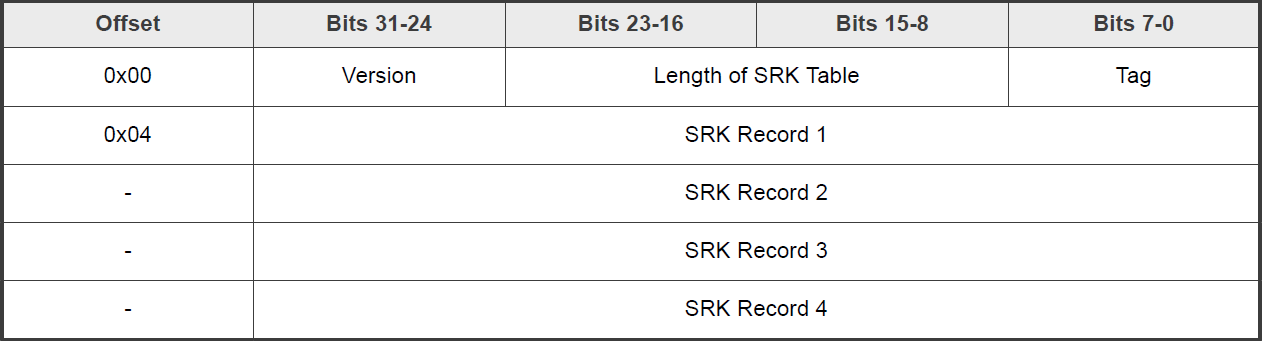 Offset Bits 31-24 Bits 23-16 Bits 15-8 Bits 7-0
0x00 Version Length of SRK Table Tag
0x04 SRK Record 1
- SRK Record 2
- SRK Record 3
- SRK Record 4